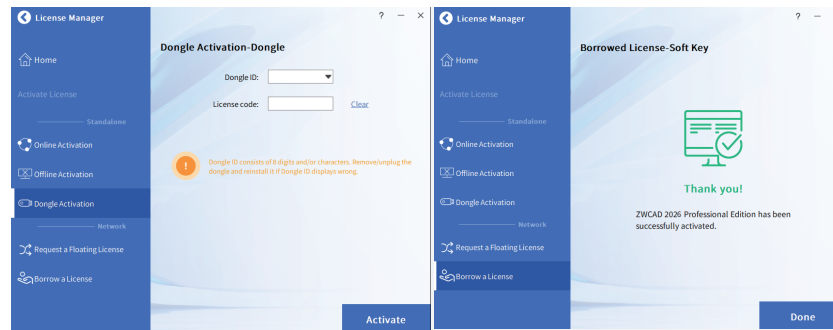 License Manager
? — ×
Home
Activate License
Standalone
Online Activation
Offline Activation
Dongle Activation
Network
Request a Floating License
Borrow a License
Dongle Activation-Dongle
Dongle ID:
License code:
Clear
!
Dongle ID consists of 8 digits and/or characters. Remove/unplug the
dongle and reinstall it if Dongle ID displays wrong.
Activate
License Manager
? —
Home
Activate License
Standalone
Online Activation
Offline Activation
Dongle Activation
Network
Request a Floating License
Borrow a License
Borrowed License-Soft Key
Thank you!
ZWCAD 2026 Professional Edition has been
successfully activated.
Done